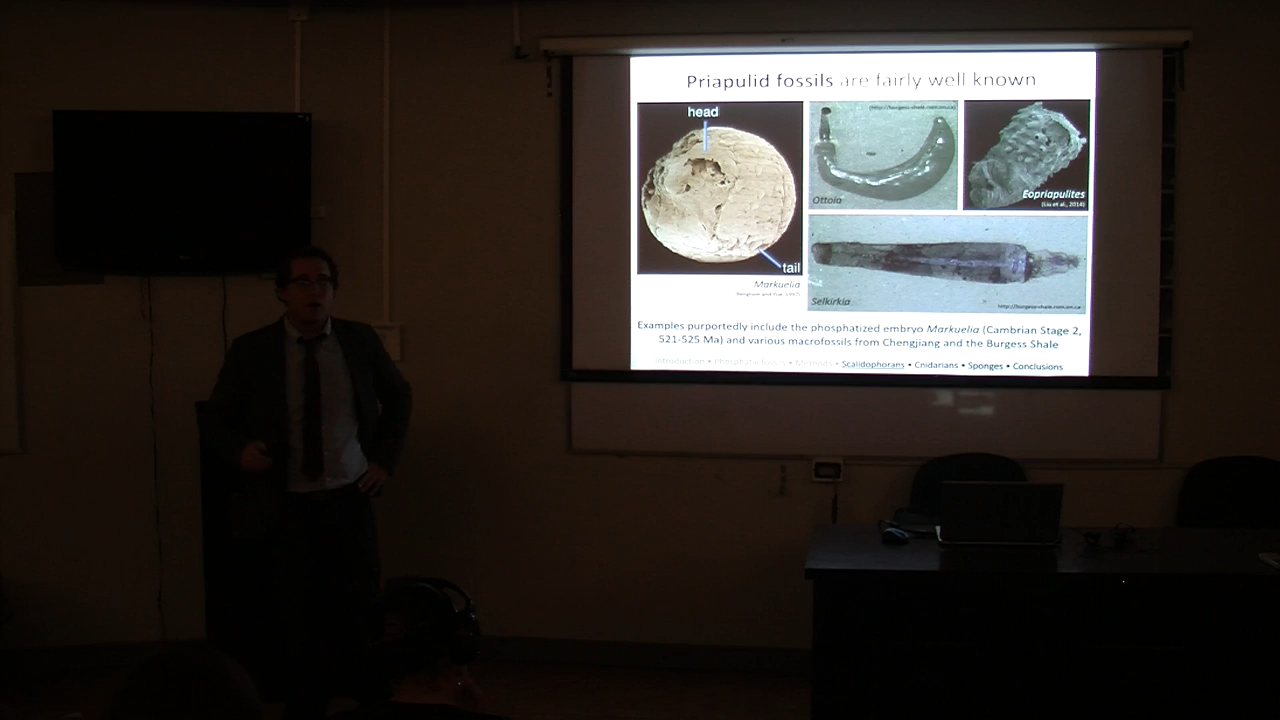 Priapulid fossils are fairly well known
head
tail
Markuelia
(http://burgess-shale.rom.on.ca)
Ottoia
Eopriapulites
(Liu et al., 2014)
Selkirkia
http://burgess-shale.rom.on.ca
Examples purportedly include the phosphatized embryo Markuelia (Cambrian Stage 2,
521-525 Ma) and various macrofossils from Chengjiang and the Burgess Shale
Introduction • Phosphatic fossils • Methods • Scalidophorans • Cnidarians • Sponges • Conclusions